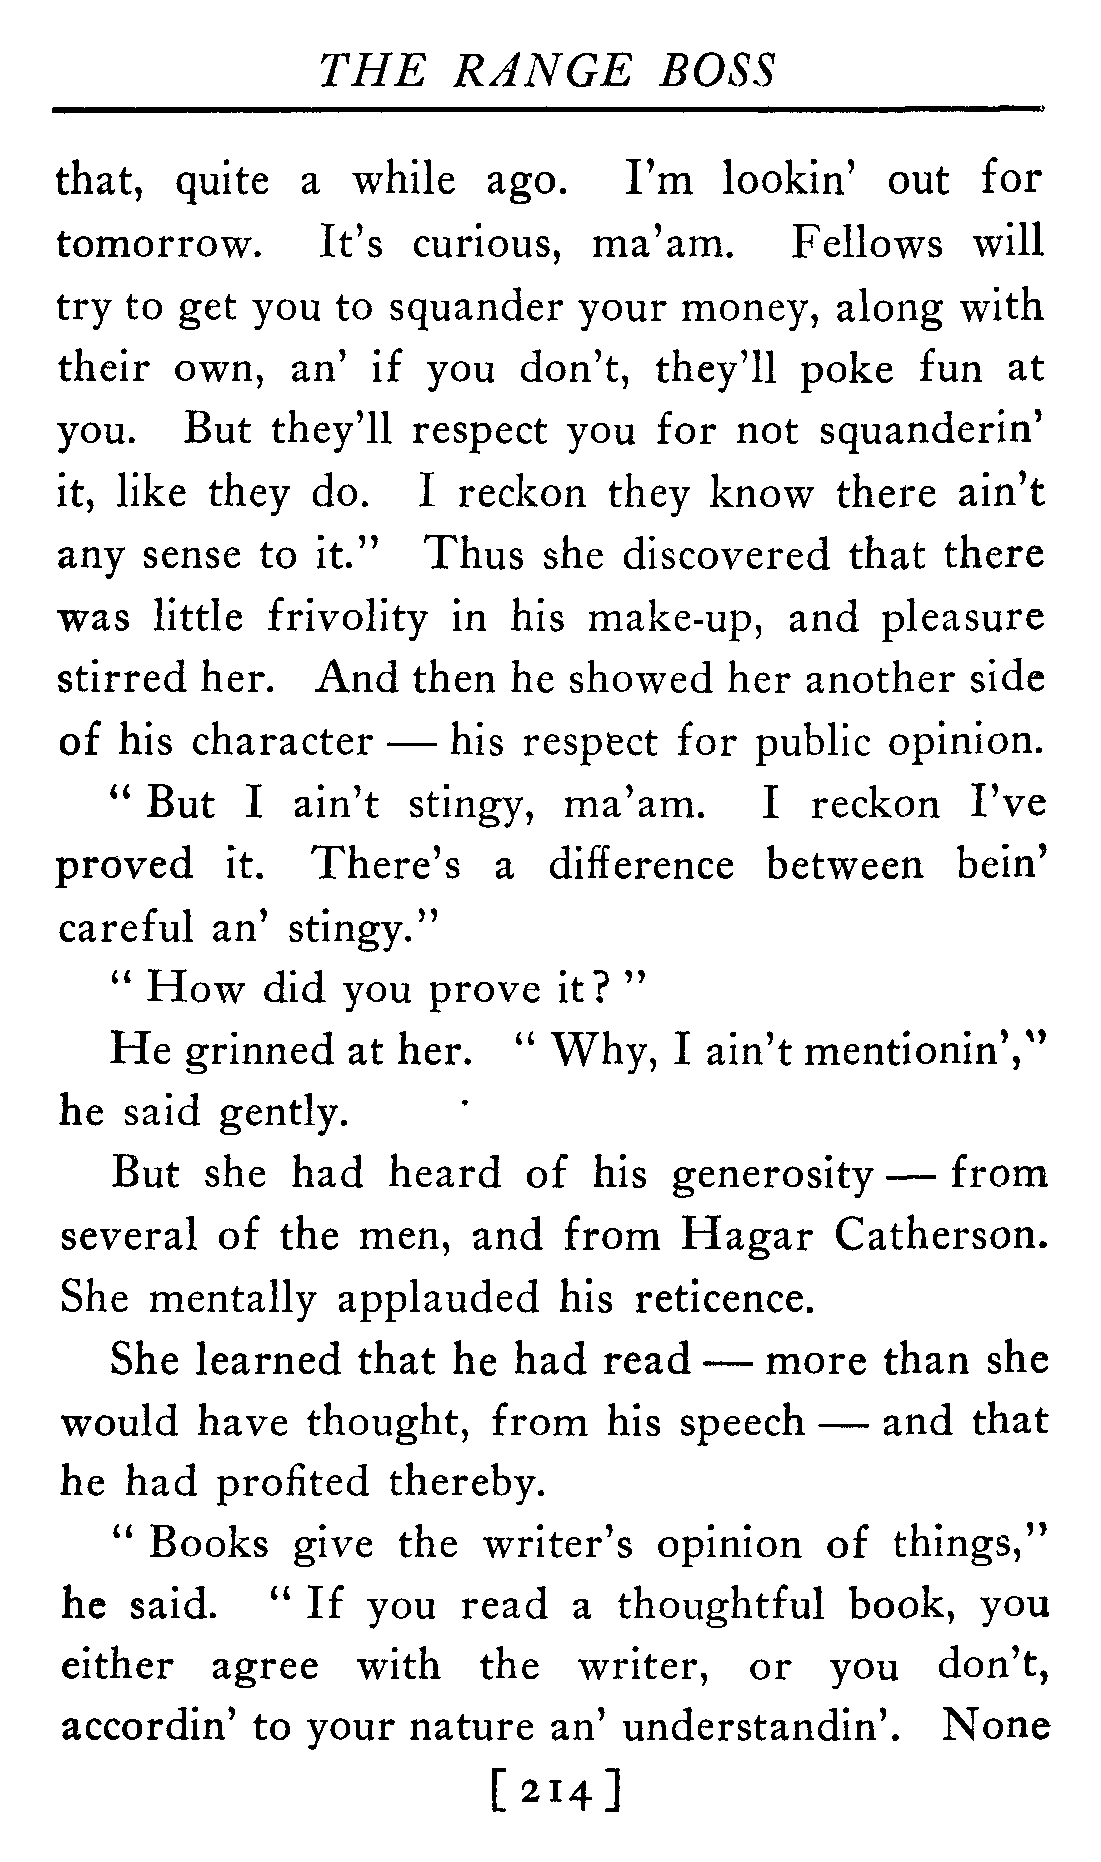 THE RANGE BOSS
that, quite a while ago. I'm lookin' out for
tomorrow. It's curious, ma'am. Fellows will
try to get you to squander your money, along with
their own, an' if you don't, they'll poke fun at
you. But they'll respect you for not squanderin'
it, like they do. I reckon they know there ain't
any sense to it." Thus she discovered that there
was little frivolity in his make-up, and pleasure
stirred her. And then he showed her another side
of his character — his respect for public opinion.
" But I ain't stingy, ma'am. I reckon I've
proved it. There's a difference between bein'
careful an' stingy."
" How did you prove it? "
He grinned at her. " Why, I ain't mentionin',"
he said gently.
But she had heard of his generosity — from
several of the men, and from Hagar Catherson.
She mentally applauded his reticence.
She learned that he had read — more than she
would have thought, from his speech — and that
he had profited thereby.
" Books give the writer's opinion of things,"
he said. " If you read a thoughtful book, you
either agree with the writer, or you don't,
accordin' to your nature an' understandin'. None
[ 214 ]